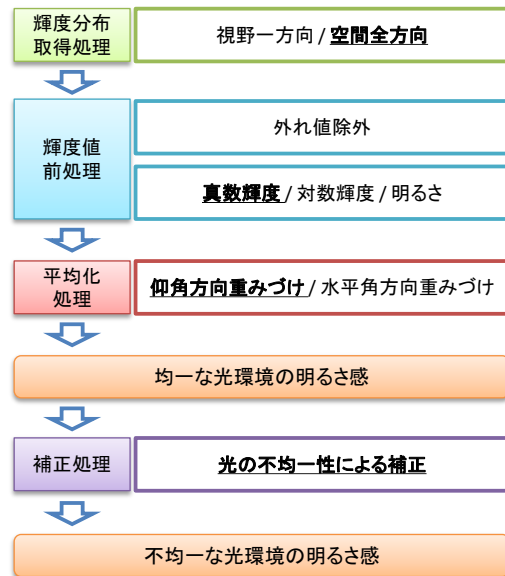 輝度分布
取得処理
視野一方向 / 空間全方向
輝度値
前処理
外れ値除外
真数輝度 / 対数輝度 / 明るさ
平均化
処理
仰角方向重みづけ / 水平角方向重みづけ
均一な光環境の明るさ感
補正処理
光の不均一性による補正
不均一な光環境の明るさ感